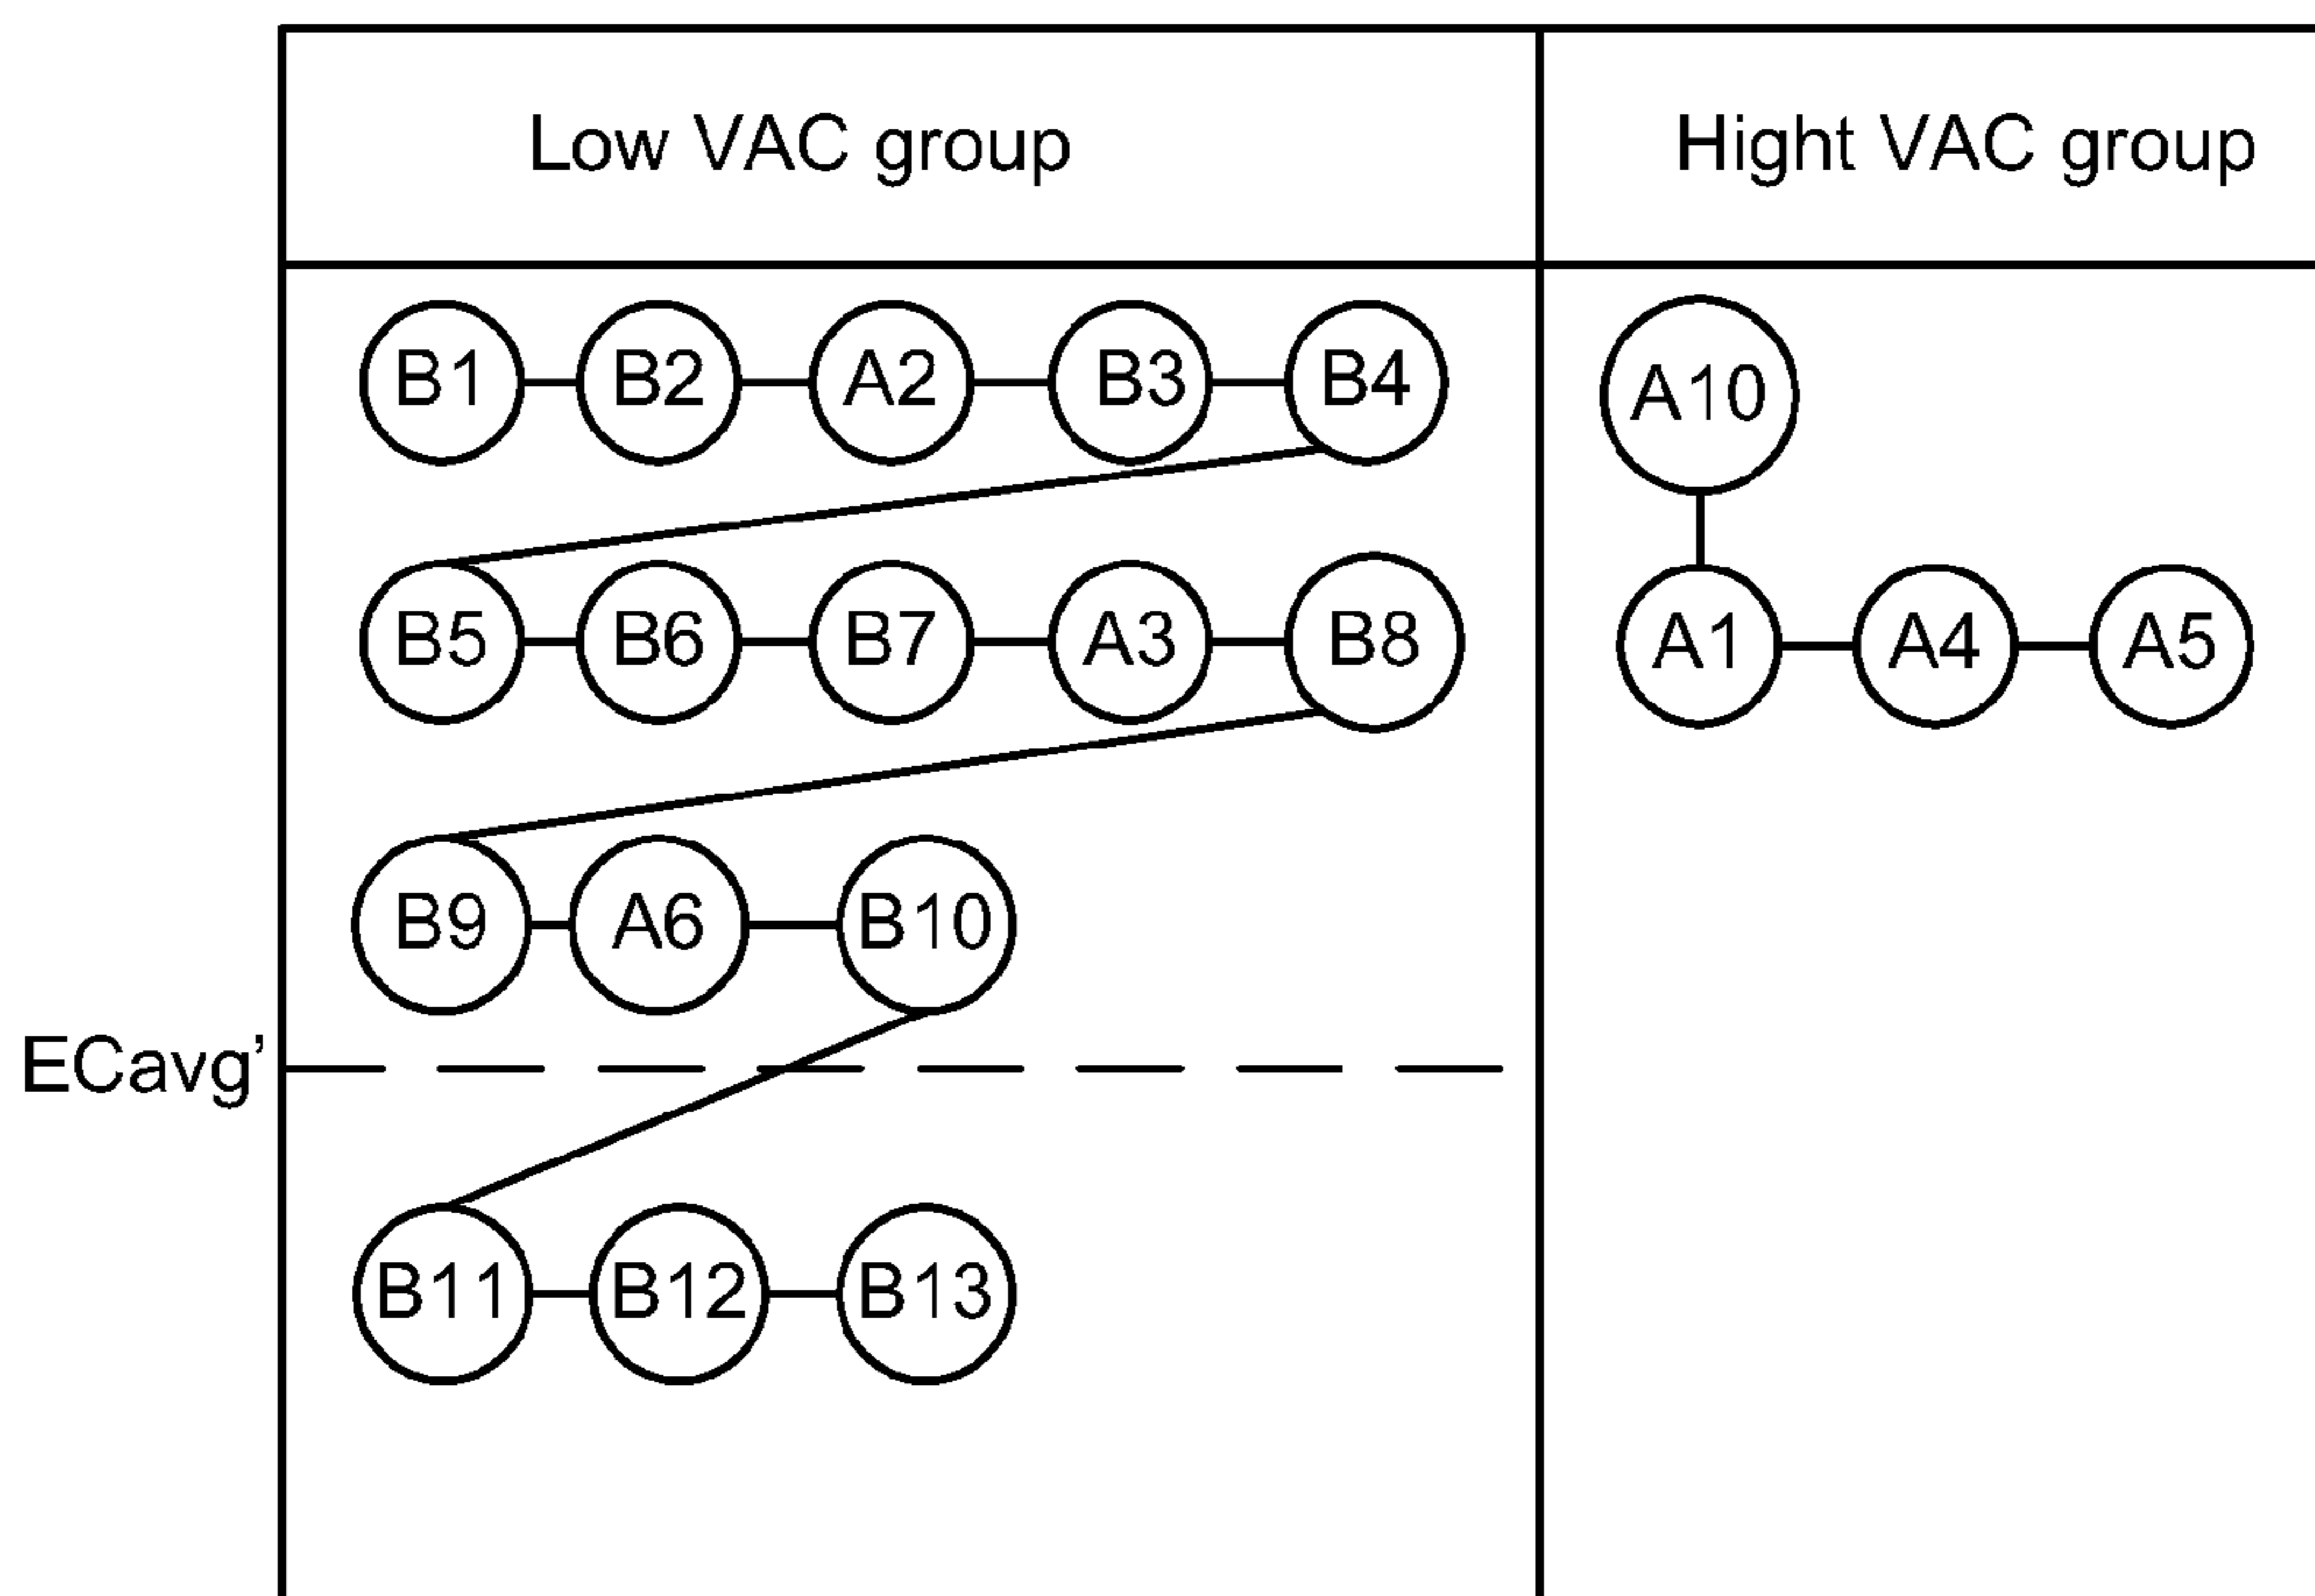 Low VAC group
Hight VAC group
B1 B2 A2 B3 B4
A10
B5 B6 B7 A3 B8
A1 A4 A5
B9 A6 B10
ECavg’
B11 B12 B13